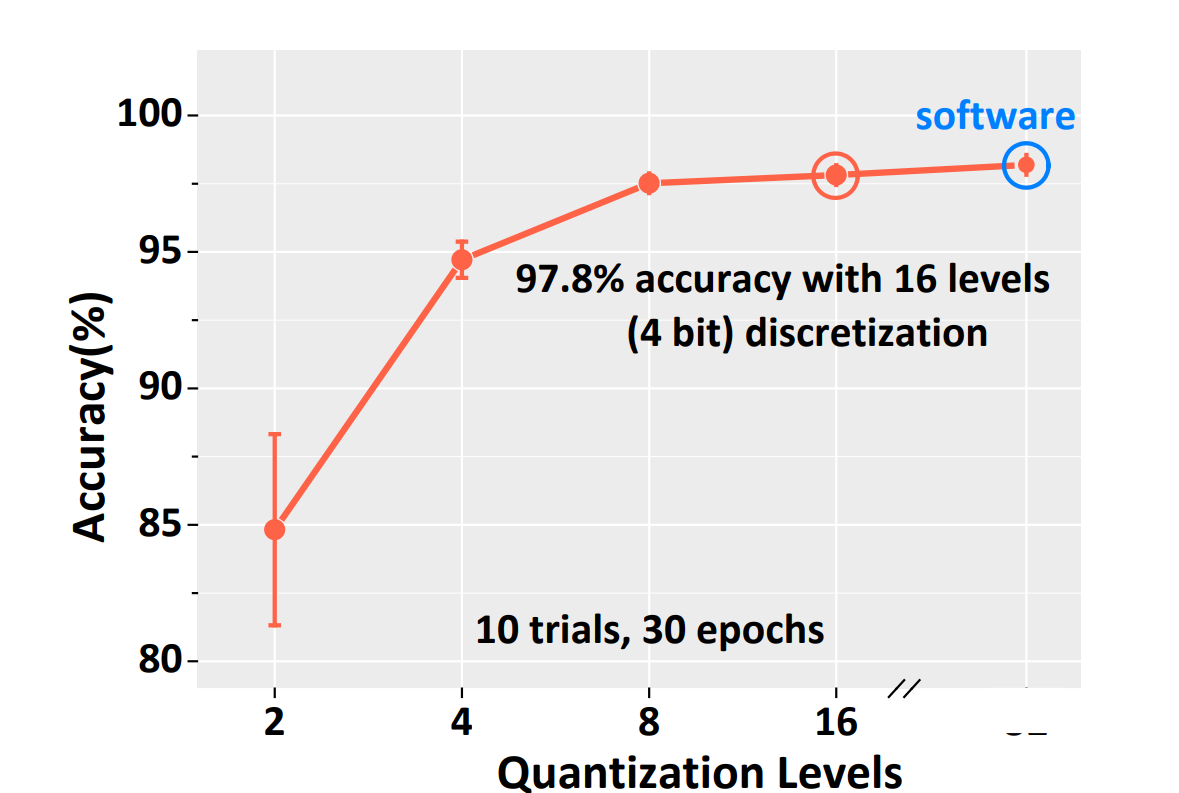 software
100
95
90
85
80
Accuracy(%)
97.8% accuracy with 16 levels
(4 bit) discretization
10 trials, 30 epochs
2 4 8 16
Quantization Levels